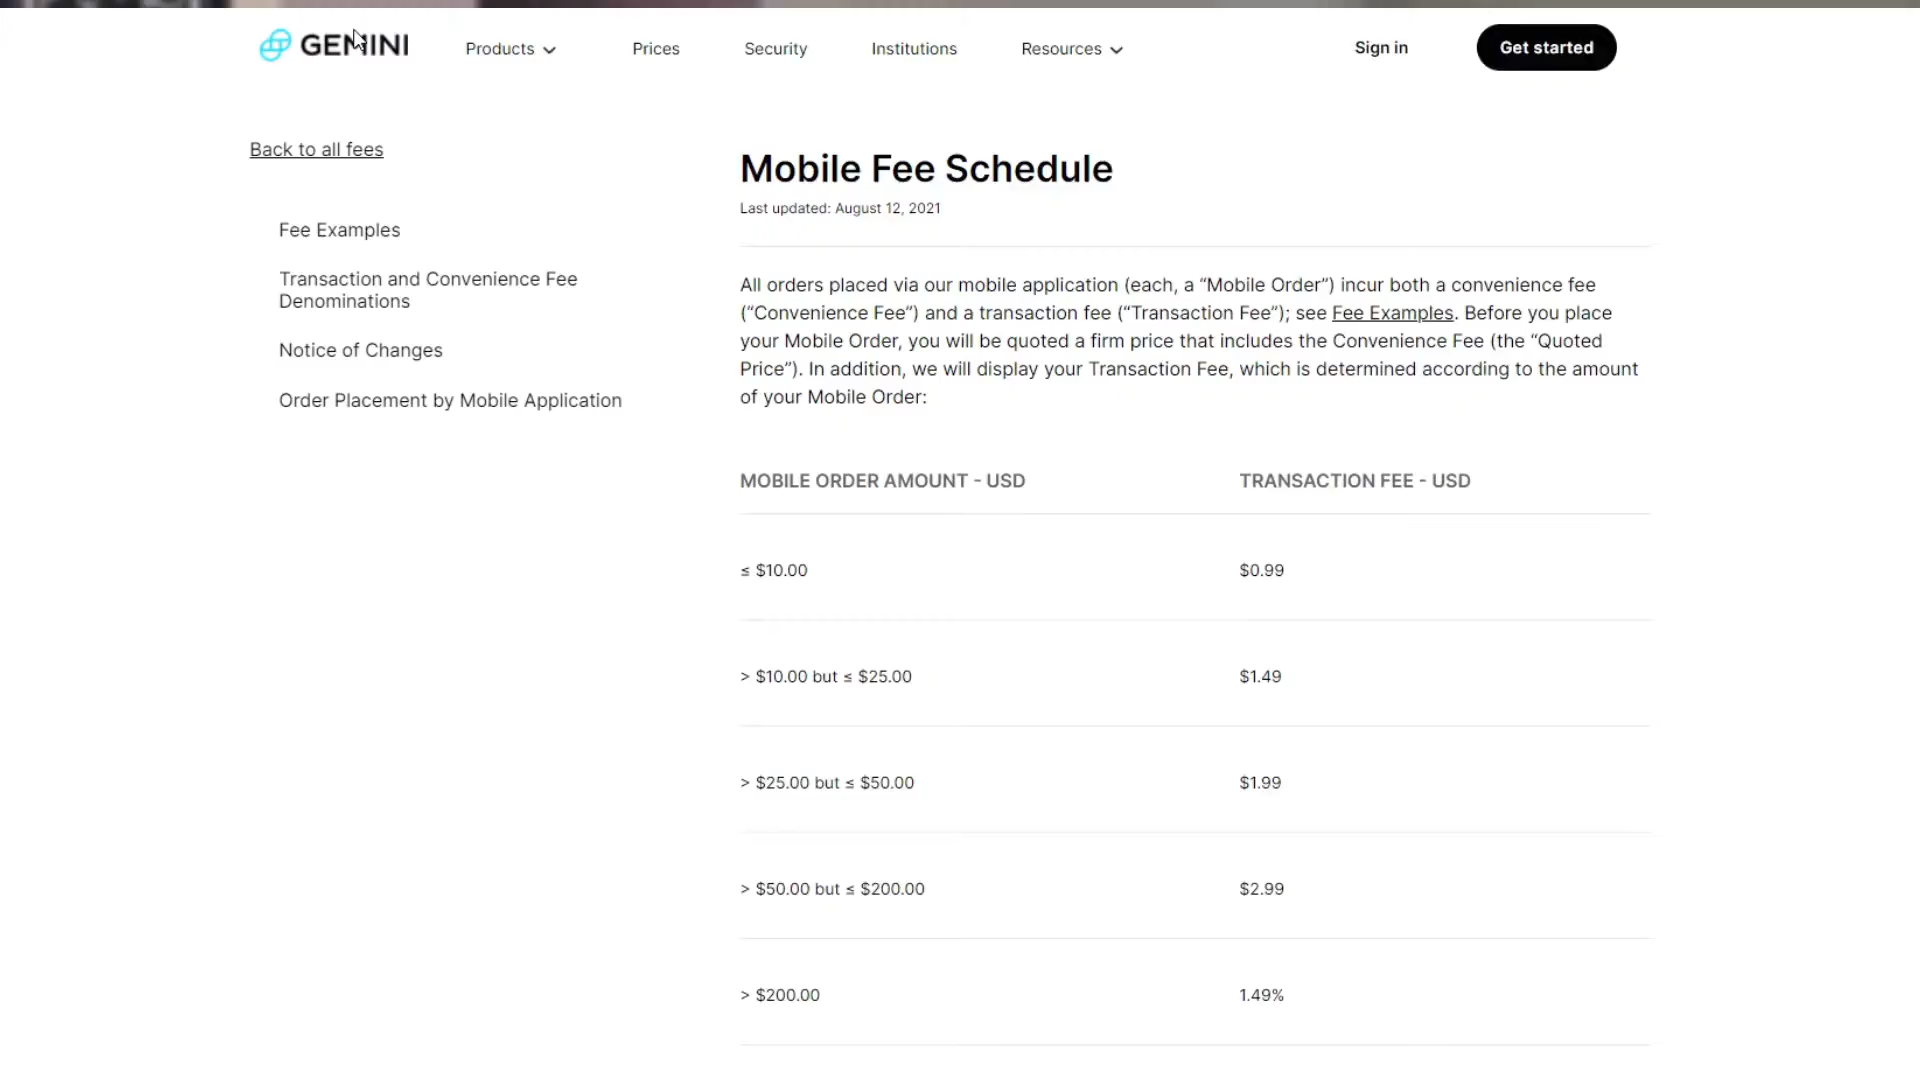 GEMINI
Products
Prices
Security
Institutions
Resources
Sign in
Get started
Back to all fees
Fee Examples
Transaction and Convenience Fee
Denominations
Notice of Changes
Order Placement by Mobile Application
Mobile Fee Schedule
Last updated: August 12, 2021
All orders placed via our mobile application (each, a “Mobile Order”) incur both a convenience fee
(“Convenience Fee”) and a transaction fee (“Transaction Fee”); see Fee Examples. Before you place
your Mobile Order, you will be quoted a firm price that includes the Convenience Fee (the “Quoted
Price”). In addition, we will display your Transaction Fee, which is determined according to the amount
of your Mobile Order:
MOBILE ORDER AMOUNT - USD TRANSACTION FEE - USD
≤ $10.00 $0.99
> $10.00 but ≤ $25.00 $1.49
> $25.00 but ≤ $50.00 $1.99
> $50.00 but ≤ $200.00 $2.99
> $200.00 1.49%